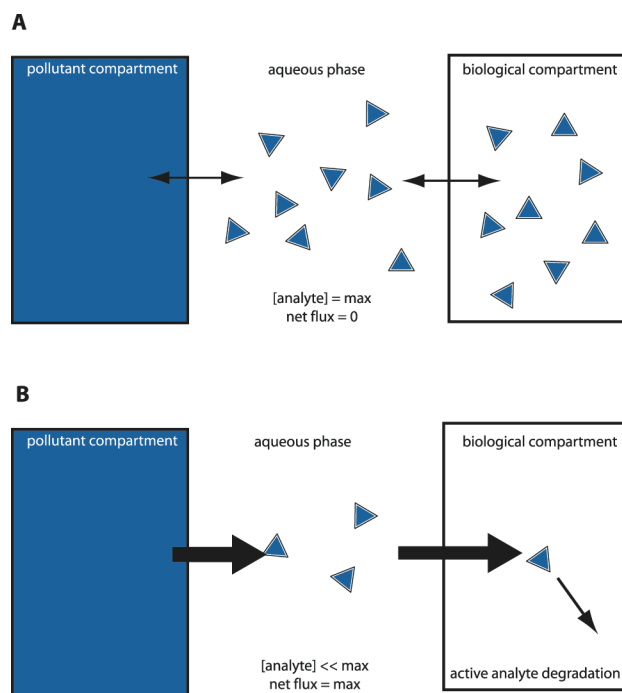 A
pollutant compartment
aqueous phase
biological compartment
[analyte] = max
net flux = 0
B
pollutant compartment
aqueous phase
biological compartment
[analyte] << max
net flux = max
active analyte degradation